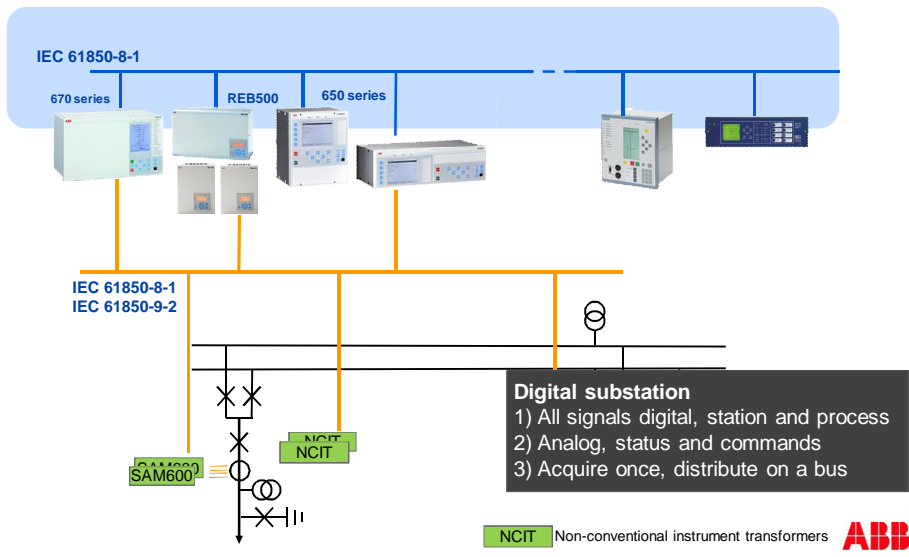 IEC 61850-8-1
670 series
REB500
650 series
IEC 61850-8-1
IEC 61850-9-2
Digital substation
1) All signals digital, station and process
2) Analog, status and commands
3) Acquire once, distribute on a bus
NCIT
NCIT
SAM600
SAM600
NCIT Non-conventional instrument transformers
ABB